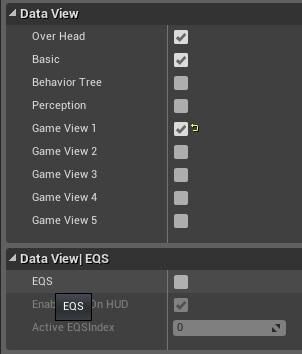 Data View
Over Head
Basic
Behavior Tree
Perception
Game View 1
Game View 2
Game View 3
Game View 4
Game View 5
Data View| EQS
EQS
Enab On HUD
EQS
Active EQSIndex 0